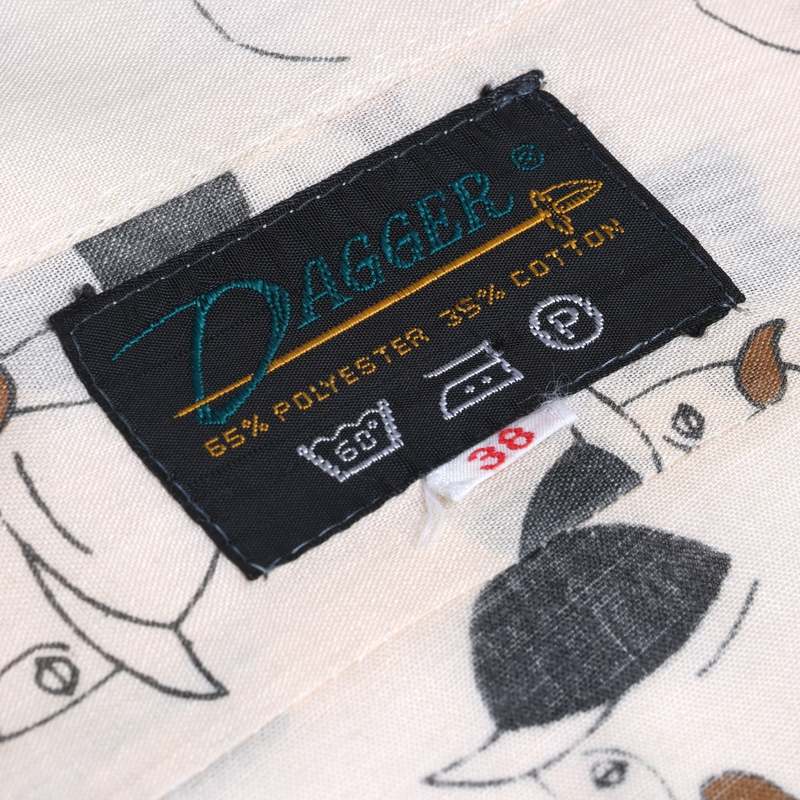 DAGGER ®
65% POLYESTER 35% COTTON
60° P
38